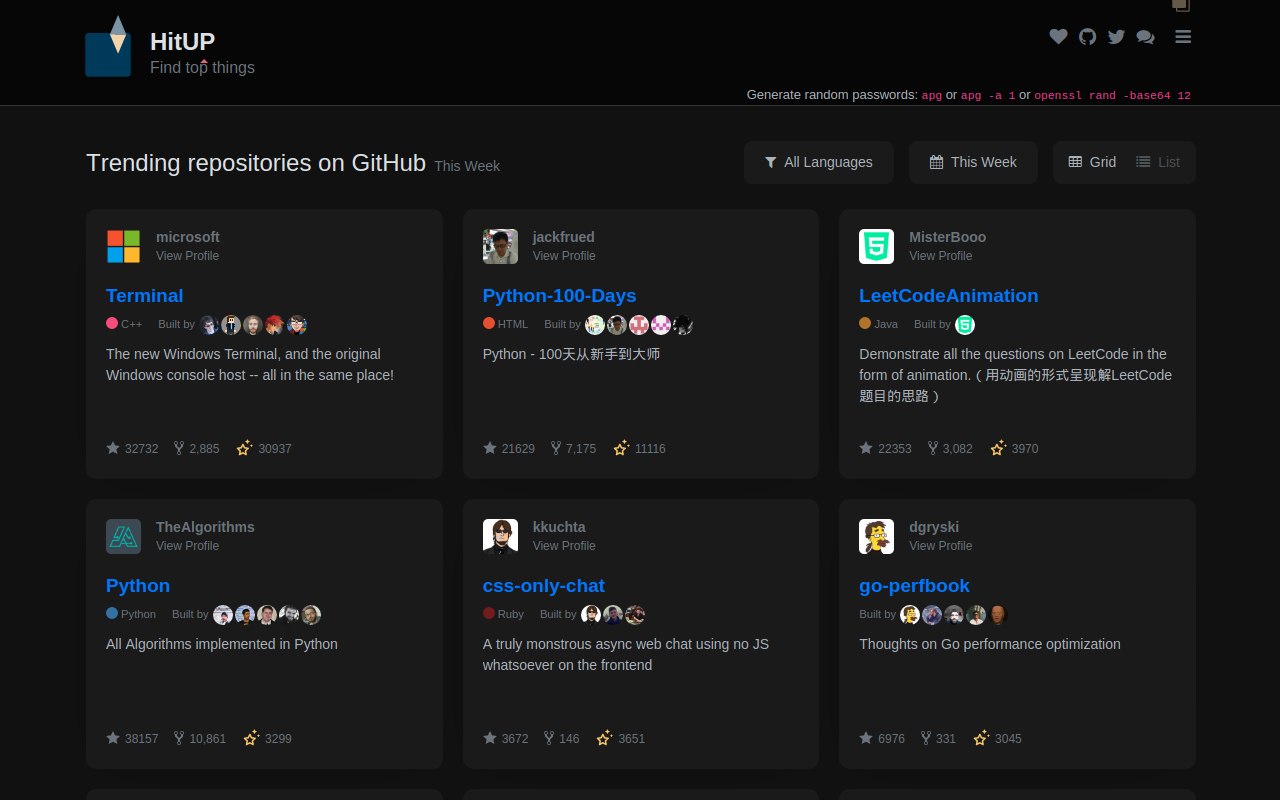 HitUP
Find top things
Generate random passwords: apg or apg -a 1 or openssl rand -base64 12
Trending repositories on GitHub This Week
All Languages
This Week
Grid
List
microsoft
View Profile
Terminal
C++ Built by
The new Windows Terminal, and the original
Windows console host -- all in the same place!
32732 2,885 30937
jackfrued
View Profile
Python-100-Days
HTML Built by
Python - 100天从新手到大师
21629 7,175 11116
MisterBooo
View Profile
LeetCodeAnimation
Java Built by
Demonstrate all the questions on LeetCode in the
form of animation.（用动画的形式呈现解LeetCode
题目的思路）
22353 3,082 3970
TheAlgorithms
View Profile
Python
Python Built by
All Algorithms implemented in Python
38157 10,861 3299
kkuchta
View Profile
css-only-chat
Ruby Built by
A truly monstrous async web chat using no JS
whatsoever on the frontend
3672 146 3651
dgryski
View Profile
go-perfbook
Built by
Thoughts on Go performance optimization
6976 331 3045